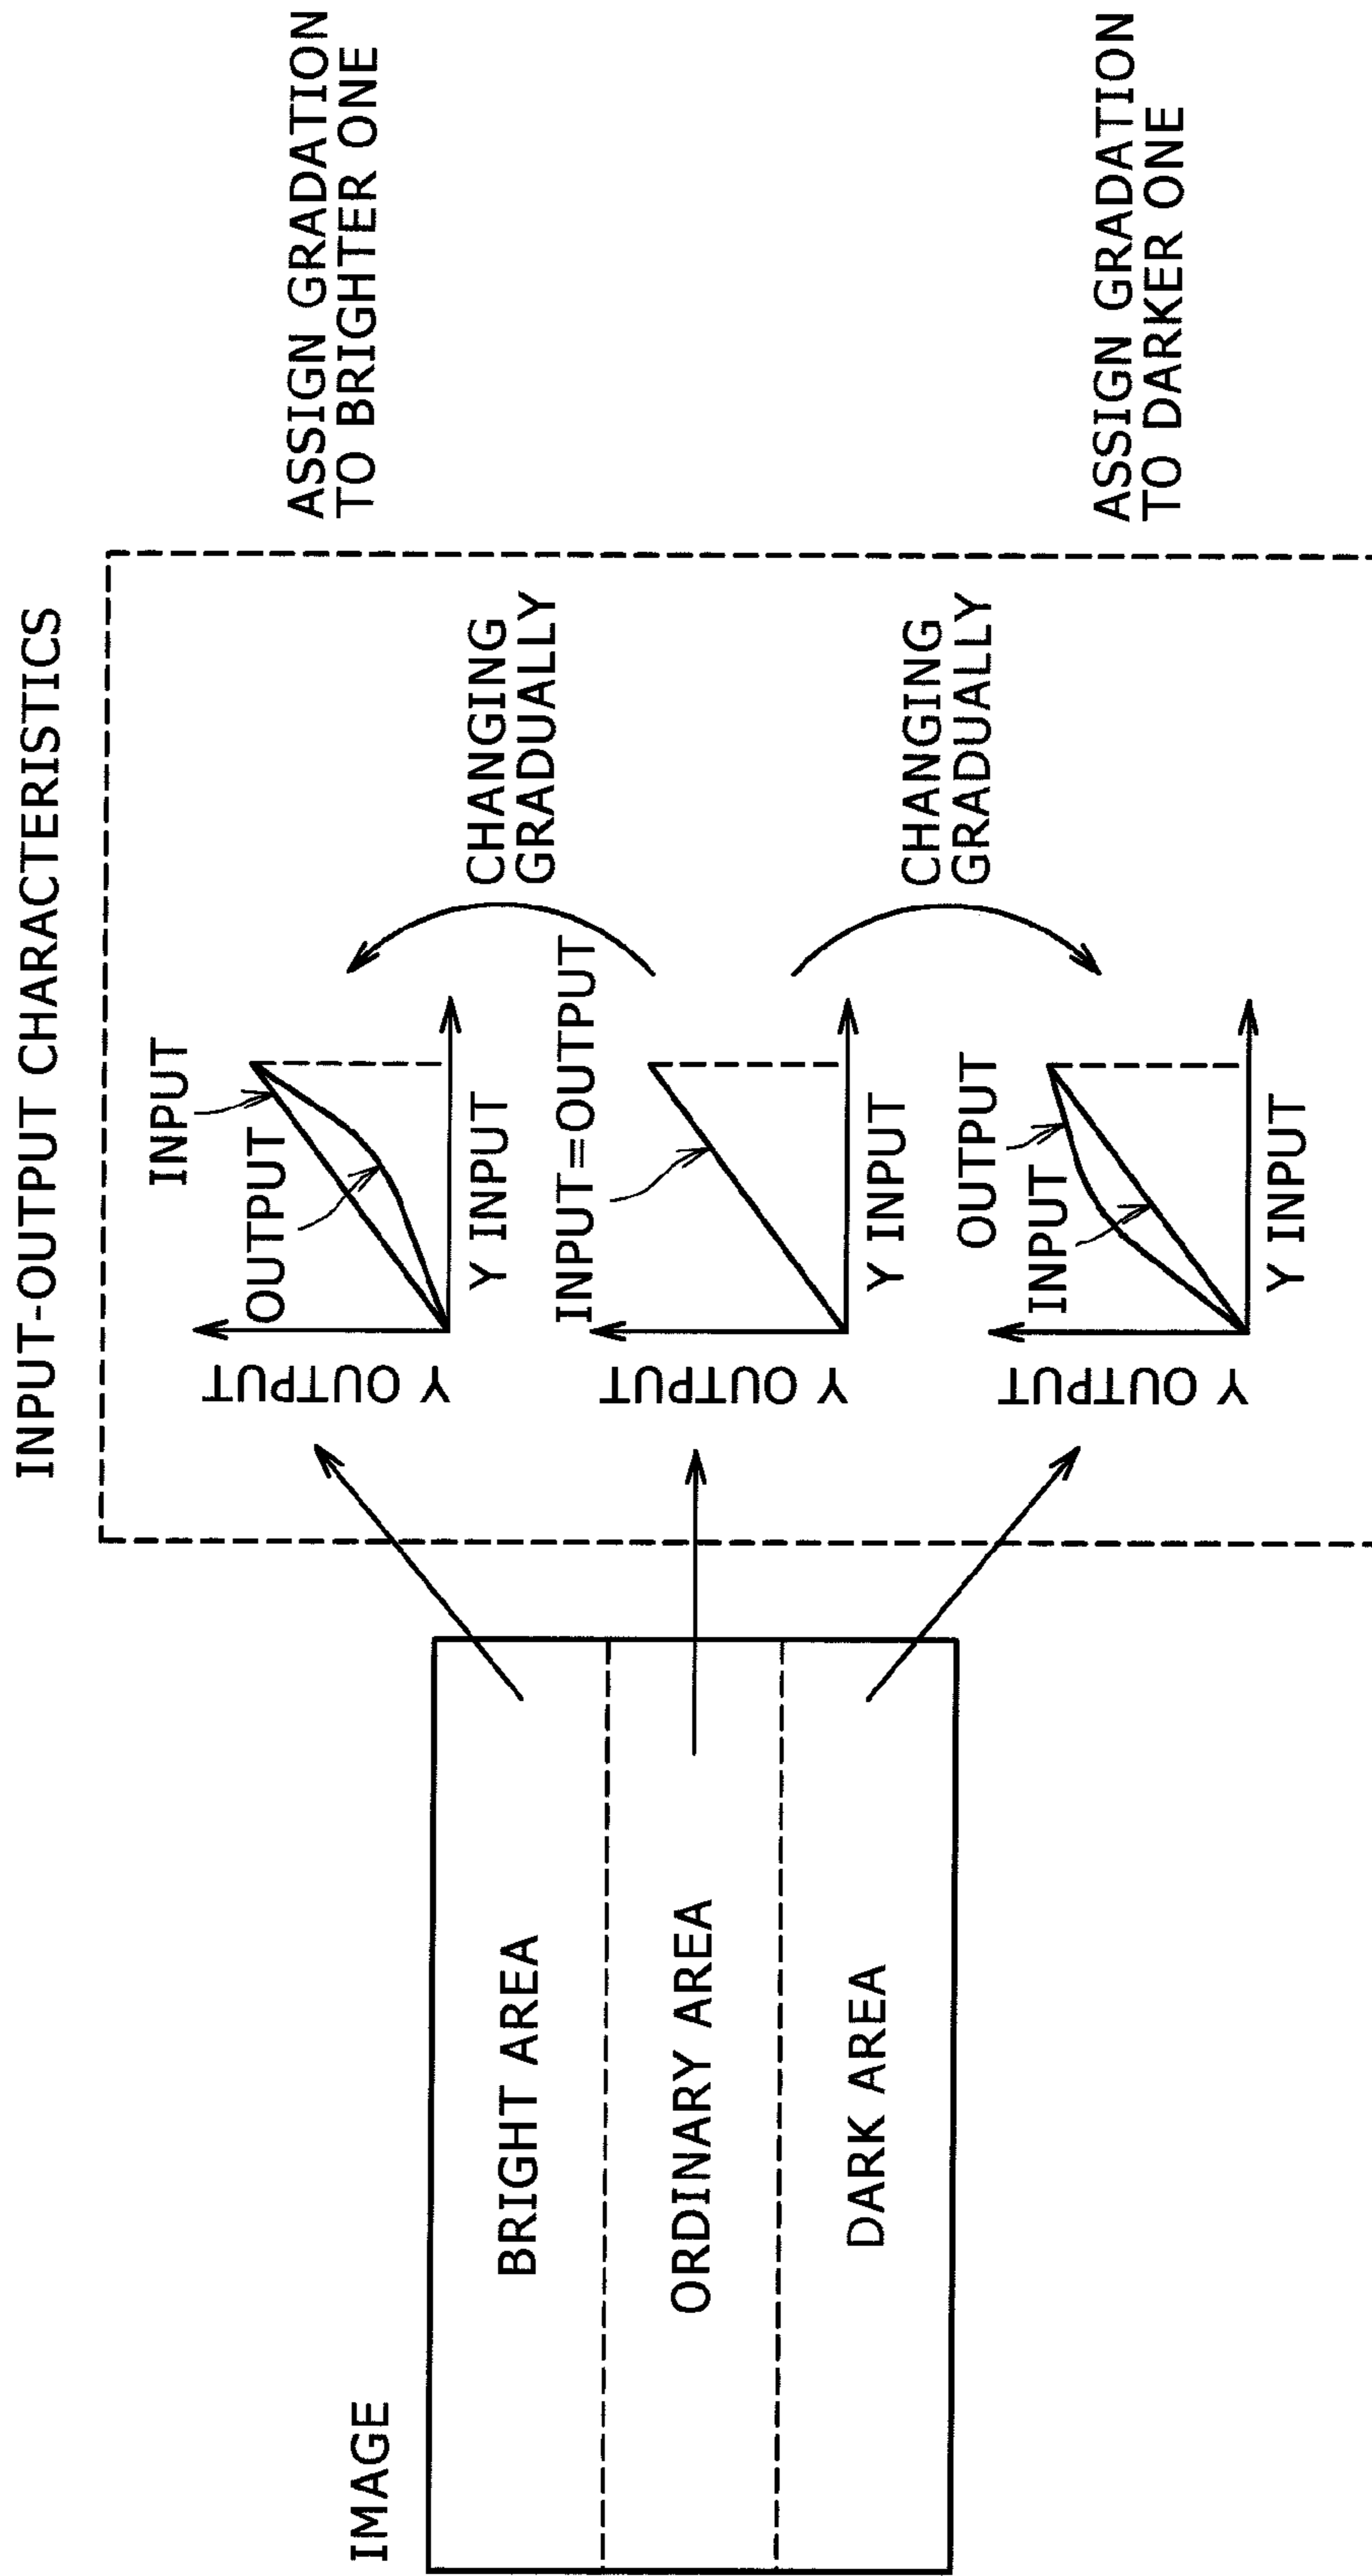 INPUT-OUTPUT CHARACTERISTICS
IMAGE
BRIGHT AREA
ORDINARY AREA
DARK AREA
Y OUTPUT
INPUT
OUTPUT
Y INPUT
CHANGING
GRADUALLY
ASSIGN GRADATION
TO BRIGHTER ONE
Y OUTPUT
INPUT=OUTPUT
Y INPUT
CHANGING
GRADUALLY
Y OUTPUT
OUTPUT
INPUT
Y INPUT
ASSIGN GRADATION
TO DARKER ONE